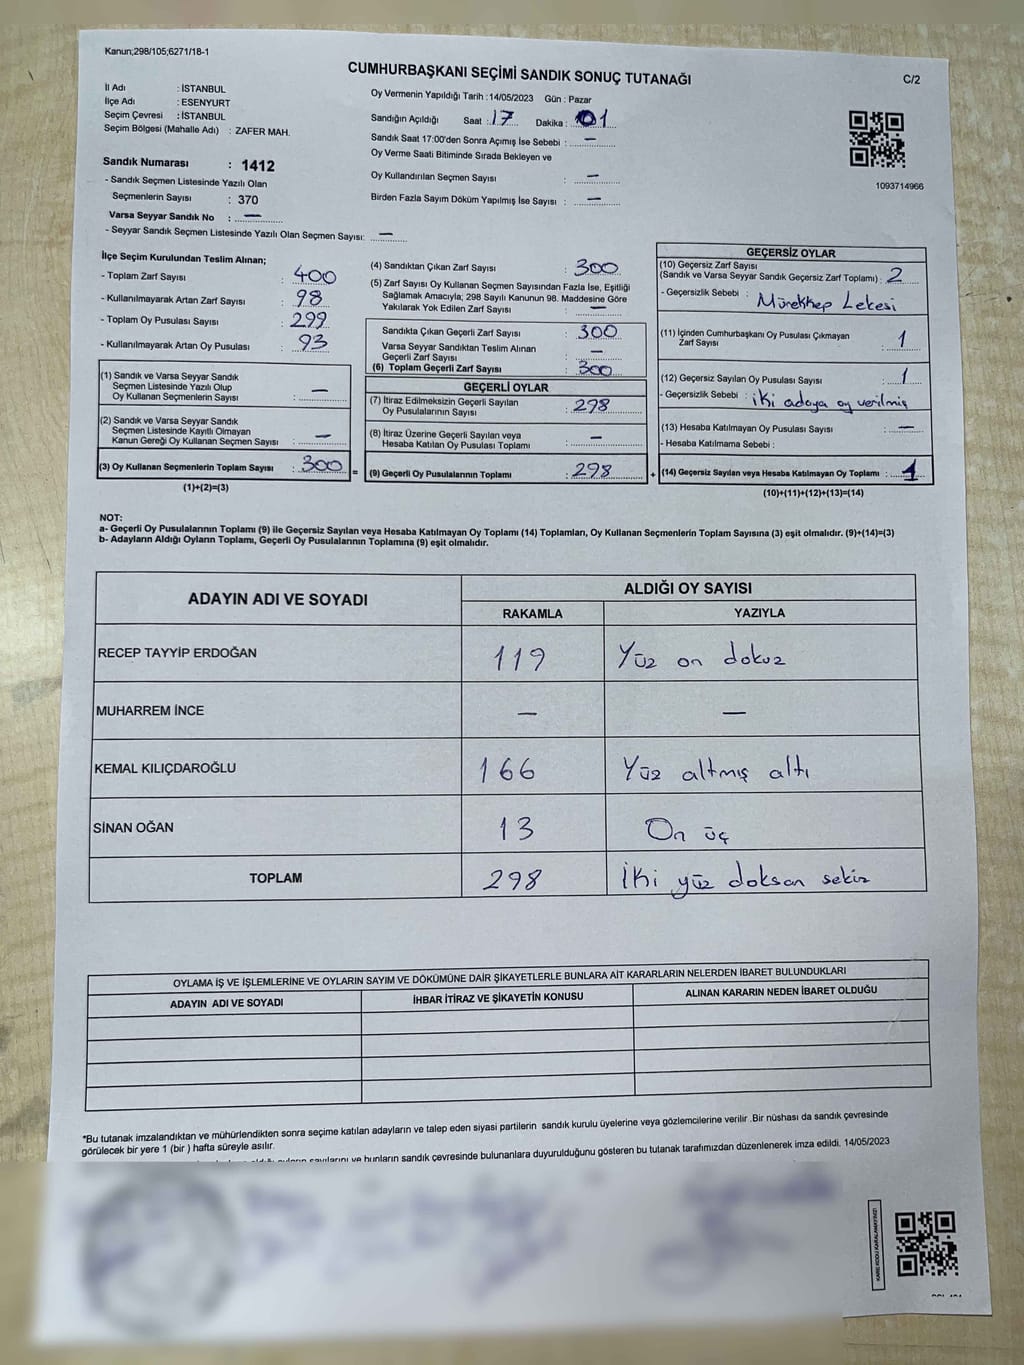 Kanun;298/105;6271/18-1
CUMHURBAŞKANI SEÇİMİ SANDIK SONUÇ TUTANAĞI
C/2
İl Adı : İSTANBUL
İlçe Adı : ESENYURT
Seçim Çevresi : İSTANBUL
Seçim Bölgesi (Mahalle Adı) : ZAFER MAH.
Sandık Numarası : 1412
- Sandık Seçmen Listesinde Yazılı Olan
Seçmenlerin Sayısı : 370
Varsa Seyyar Sandık No : —
- Seyyar Sandık Seçmen Listesinde Yazılı Olan Seçmen Sayısı: —
Oy Vermenin Yapıldığı Tarih :14/05/2023 Gün : Pazar
Sandığın Açıldığı Saat : 17 Dakika : 01
Sandık Saat 17:00'den Sonra Açımış İse Sebebi : —
Oy Verme Saati Bitiminde Sırada Bekleyen ve
Oy Kullandırılan Seçmen Sayısı : —
Birden Fazla Sayım Döküm Yapılmış İse Sayısı : —
1093714966
İlçe Seçim Kurulundan Teslim Alınan;
- Toplam Zarf Sayısı : 400
- Kullanılmayarak Artan Zarf Sayısı : 98
- Toplam Oy Pusulası Sayısı : 299
- Kullanılmayarak Artan Oy Pusulası : 93
(1) Sandık ve Varsa Seyyar Sandık
Seçmen Listesinde Yazılı Olup
Oy Kullanan Seçmenlerin Sayısı : —
(2) Sandık ve Varsa Seyyar Sandık
Seçmen Listesinde Kayıtlı Olmayan
Kanun Gereği Oy Kullanan Seçmen Sayısı : —
(3) Oy Kullanan Seçmenlerin Toplam Sayısı : 300 =
(1)+(2)=(3)
(4) Sandıktan Çıkan Zarf Sayısı : 300
(5) Zarf Sayısı Oy Kullanan Seçmen Sayısından Fazla İse, Eşitliği
Sağlamak Amacıyla; 298 Sayılı Kanunun 98. Maddesine Göre
Yakılarak Yok Edilen Zarf Sayısı : —
Sandıkta Çıkan Geçerli Zarf Sayısı : 300
Varsa Seyyar Sandıktan Teslim Alınan
Geçerli Zarf Sayısı : —
(6) Toplam Geçerli Zarf Sayısı : 300
GEÇERLİ OYLAR
(7) İtiraz Edilmeksizin Geçerli Sayılan
Oy Pusulalarının Sayısı : 298
(8) İtiraz Üzerine Geçerli Sayılan veya
Hesaba Katılan Oy Pusulası Toplamı : —
(9) Geçerli Oy Pusulalarının Toplamı : 298 +
GEÇERSİZ OYLAR
(10) Geçersiz Zarf Sayısı
(Sandık ve Varsa Seyyar Sandık Geçersiz Zarf Toplamı) : 2
- Geçersizlik Sebebi : Mürekkep Lekesi
(11) İçinden Cumhurbaşkanı Oy Pusulası Çıkmayan
Zarf Sayısı : 1
(12) Geçersiz Sayılan Oy Pusulası Sayısı : 1
- Geçersizlik Sebebi : iki adaya oy verilmiş
(13) Hesaba Katılmayan Oy Pusulası Sayısı : —
- Hesaba Katılmama Sebebi :
(14) Geçersiz Sayılan veya Hesaba Katılmayan Oy Toplamı : 1
(10)+(11)+(12)+(13)=(14)
NOT:
a- Geçerli Oy Pusulalarının Toplamı (9) ile Geçersiz Sayılan veya Hesaba Katılmayan Oy Toplamı (14) Toplamları, Oy Kullanan Seçmenlerin Toplam Sayısına (3) eşit olmalıdır. (9)+(14)=(3)
b- Adayların Aldığı Oyların Toplamı, Geçerli Oy Pusulalarının Toplamına (9) eşit olmalıdır.
ADAYIN ADI VE SOYADI
ALDIĞI OY SAYISI
RAKAMLA YAZIYLA
RECEP TAYYİP ERDOĞAN 119 Yüz on dokuz
MUHARREM İNCE — —
KEMAL KILIÇDAROĞLU 166 Yüz altmış altı
SİNAN OĞAN 13 On üç
TOPLAM 298 İki yüz doksan sekiz
OYLAMA İŞ VE İŞLEMLERİNE VE OYLARIN SAYIM VE DÖKÜMÜNE DAİR ŞİKAYETLERLE BUNLARA AİT KARARLARIN NELERDEN İBARET BULUNDUKLARI
ADAYIN ADI VE SOYADI İHBAR İTİRAZ VE ŞİKAYETİN KONUSU ALINAN KARARIN NEDEN İBARET OLDUĞU
*Bu tutanak imzalandıktan ve mühürlendikten sonra seçime katılan adayların ve talep eden siyasi partilerin sandık kurulu üyelerine veya gözlemcilerine verilir .Bir nüshası da sandık çevresinde
görülecek bir yere 1 (bir ) hafta süreyle asılır.
sayılarını ve bunların sandık çevresinde bulunanlara duyurulduğunu gösteren bu tutanak tarafımızdan düzenlenerek imza edildi. 14/05/2023
KARE KODU KARALAMAYINIZ!